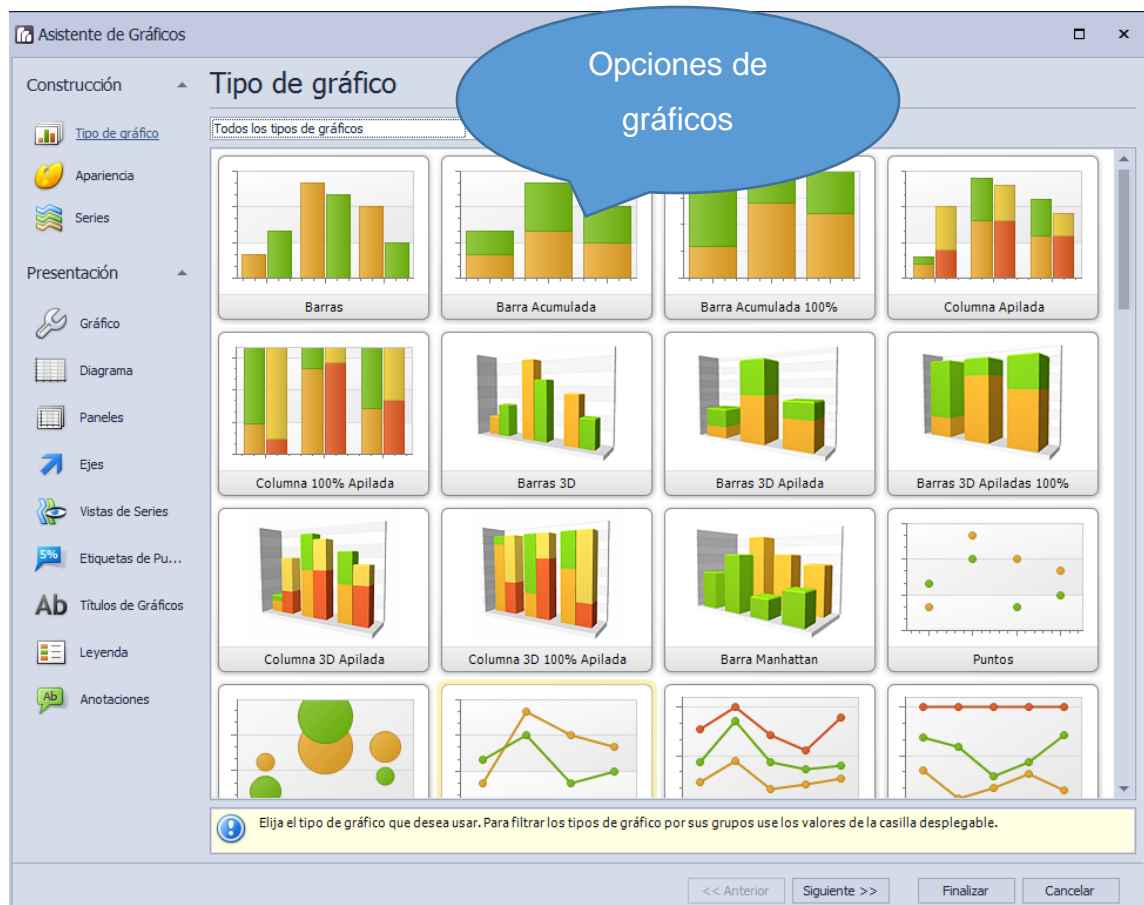 Asistente de Gráficos
Opciones de
gráficos
Construcción
Tipo de gráfico
Apariencia
Series
Presentación
Gráfico
Diagrama
Paneles
Ejes
Vistas de Series
5%
Etiquetas de Pu...
Ab
Títulos de Gráficos
Leyenda
Ab
Anotaciones
Tipo de gráfico
Todos los tipos de gráficos
Barras
Barra Acumulada
Barra Acumulada 100%
Columna Apilada
Columna 100% Apilada
Barras 3D
Barras 3D Apilada
Barras 3D Apiladas 100%
Columna 3D Apilada
Columna 3D 100% Apilada
Barra Manhattan
Puntos
Elija el tipo de gráfico que desea usar. Para filtrar los tipos de gráfico por sus grupos use los valores de la casilla desplegable.
<< Anterior
Siguiente >>
Finalizar
Cancelar